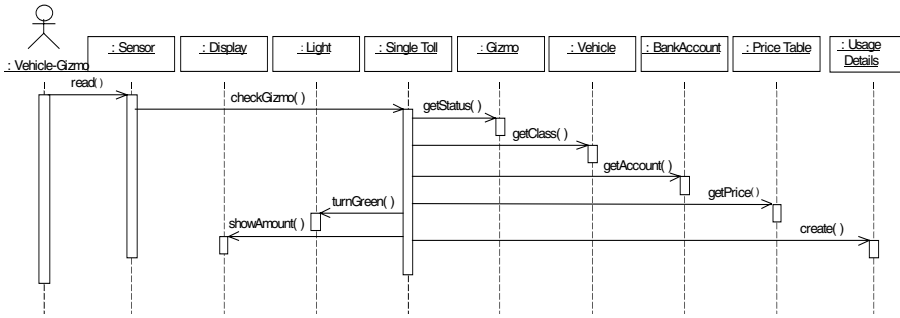 : Vehicle-Gizmo
: Sensor
: Display
: Light
: Single Toll
: Gizmo
: Vehicle
: BankAccount
: Price Table
: Usage
Details
read()
checkGizmo( )
getStatus( )
getClass( )
getAccount( )
getPrice()
turnGreen( )
showAmount( )
create( )